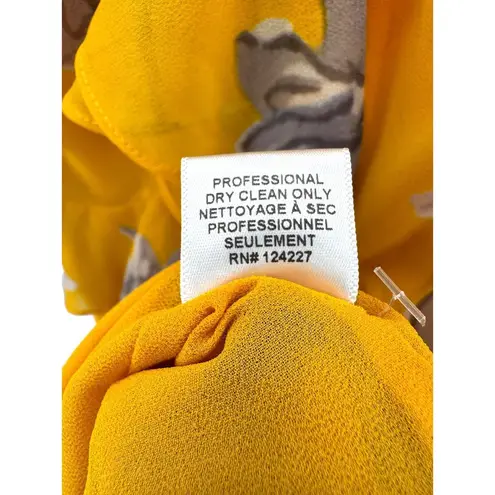 PROFESSIONAL
DRY CLEAN ONLY
NETTOYAGE À SEC
PROFESSIONNEL
SEULEMENT
RN# 124227